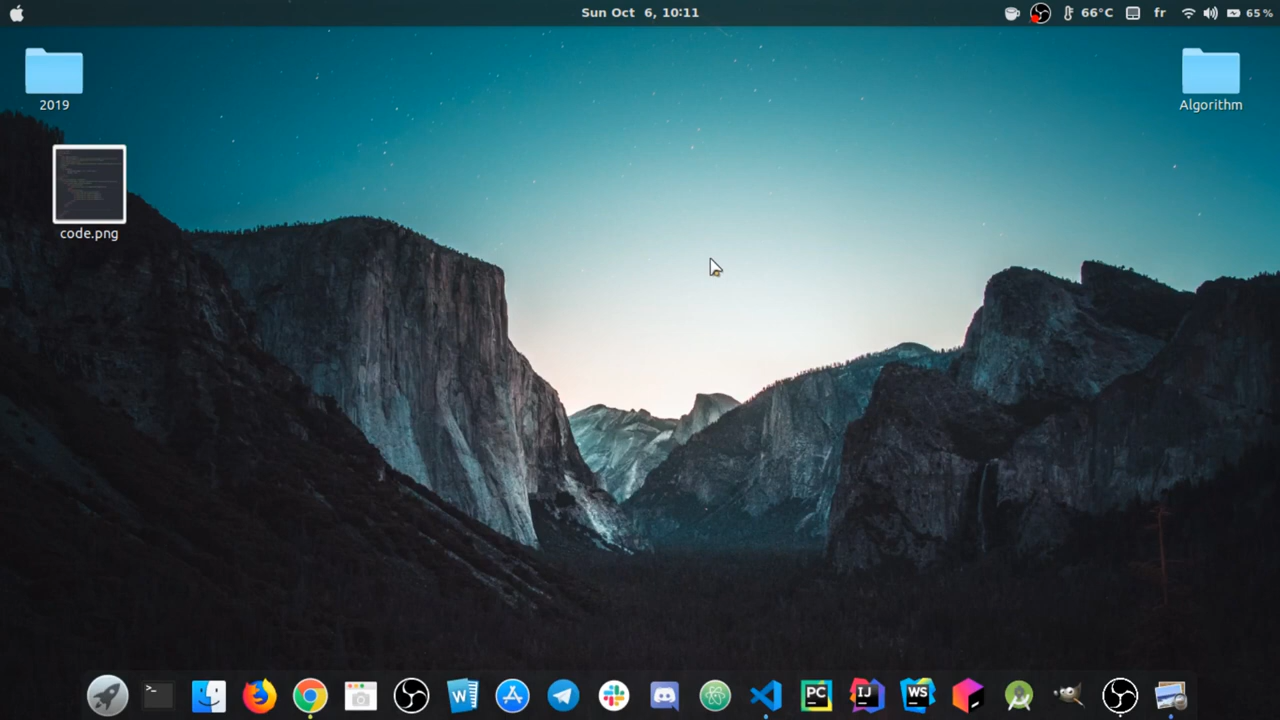 Sun Oct  6, 10:11
66°C
fr
65 %
2019
Algorithm
code.png
>_
W
PC
IJ
WS